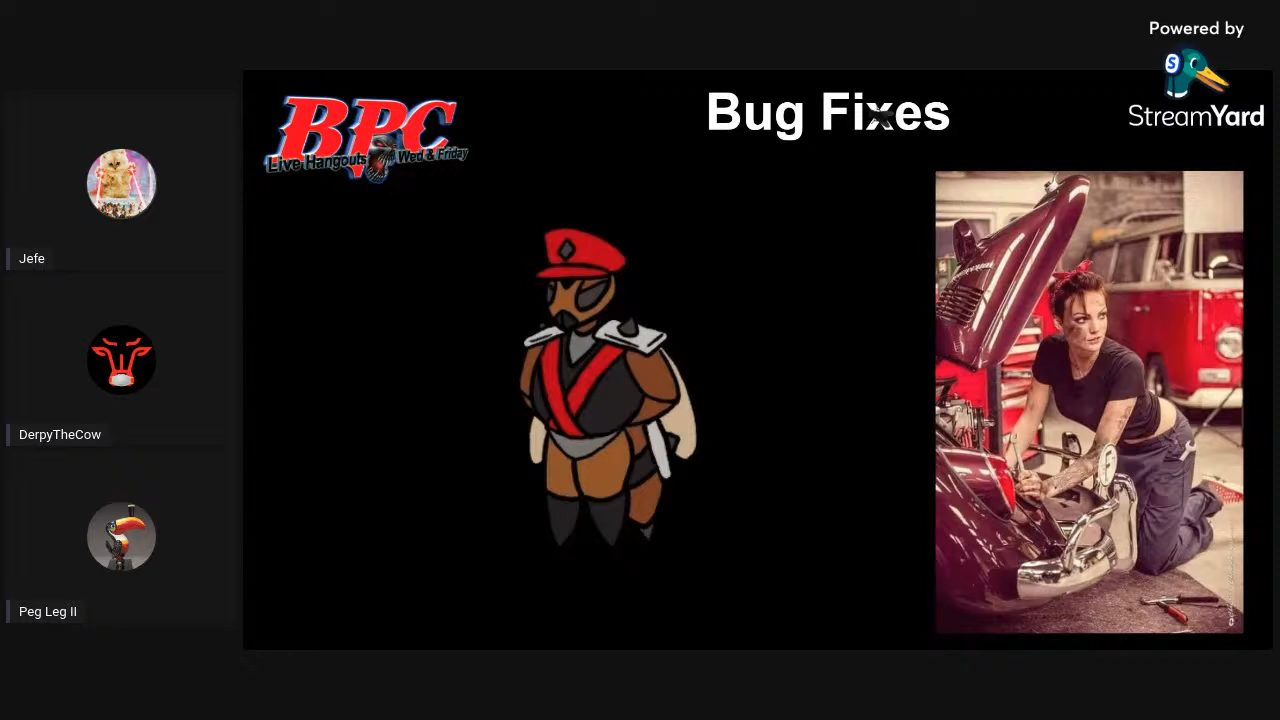 Powered by
StreamYard
Bug Fixes
BPC
Live Hangouts Wed & Friday
Jefe
DerpyTheCow
Peg Leg II